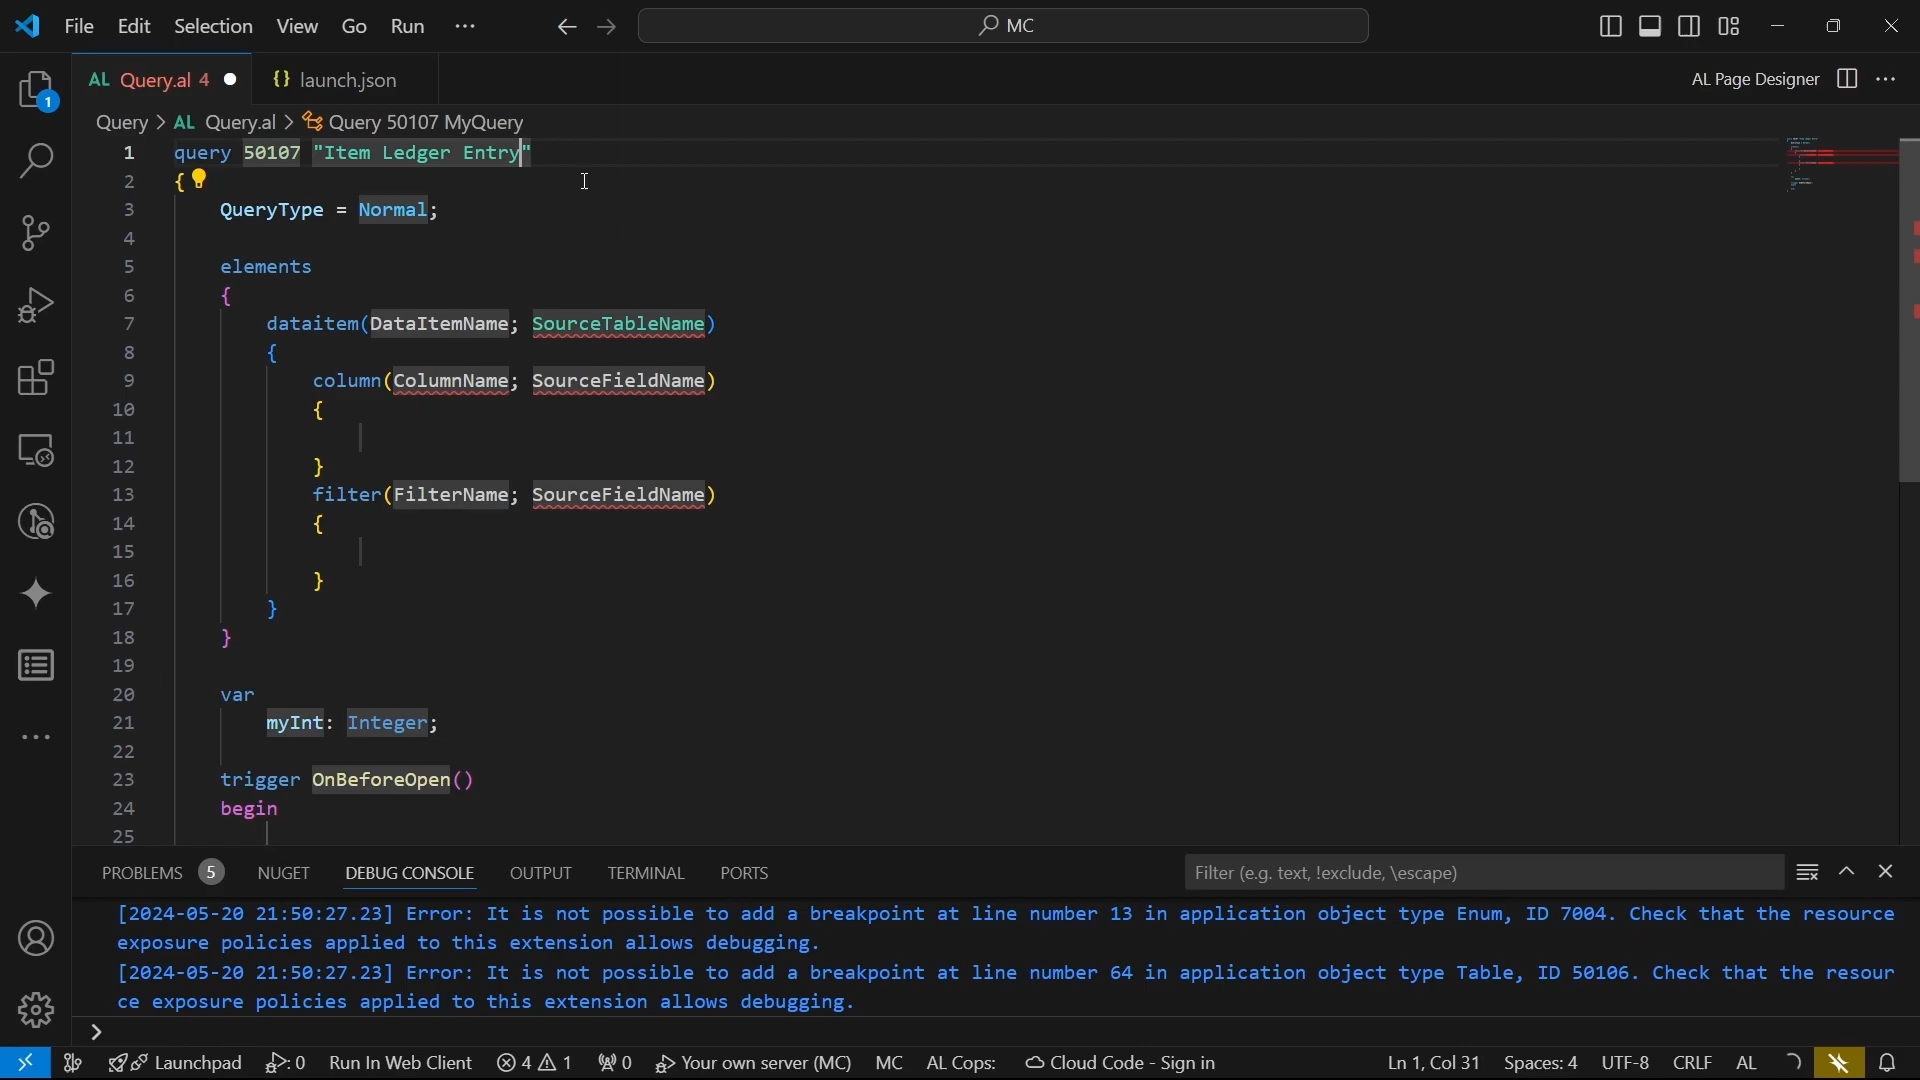 File Edit Selection View Go Run ··· MC
AL Query.al 4 launch.json AL Page Designer ···
Query > AL Query.al > Query 50107 MyQuery
1
1 query 50107 "Item Ledger Entry"
2 {
3 QueryType = Normal;
4
5 elements
6 {
7 dataitem(DataItemName; SourceTableName)
8 {
9 column(ColumnName; SourceFieldName)
10 {
11
12 }
13 filter(FilterName; SourceFieldName)
14 {
15
16 }
17 }
18 }
19
20 var
21 myInt: Integer;
22
23 trigger OnBeforeOpen()
24 begin
25
PROBLEMS 5 NUGET DEBUG CONSOLE OUTPUT TERMINAL PORTS Filter (e.g. text, !exclude, \escape)
[2024-05-20 21:50:27.23] Error: It is not possible to add a breakpoint at line number 13 in application object type Enum, ID 7004. Check that the resource
exposure policies applied to this extension allows debugging.
[2024-05-20 21:50:27.23] Error: It is not possible to add a breakpoint at line number 64 in application object type Table, ID 50106. Check that the resour
ce exposure policies applied to this extension allows debugging.
>
Launchpad : 0 Run In Web Client 4 1 0 Your own server (MC) MC AL Cops: Cloud Code - Sign in Ln 1, Col 31 Spaces: 4 UTF-8 CRLF AL